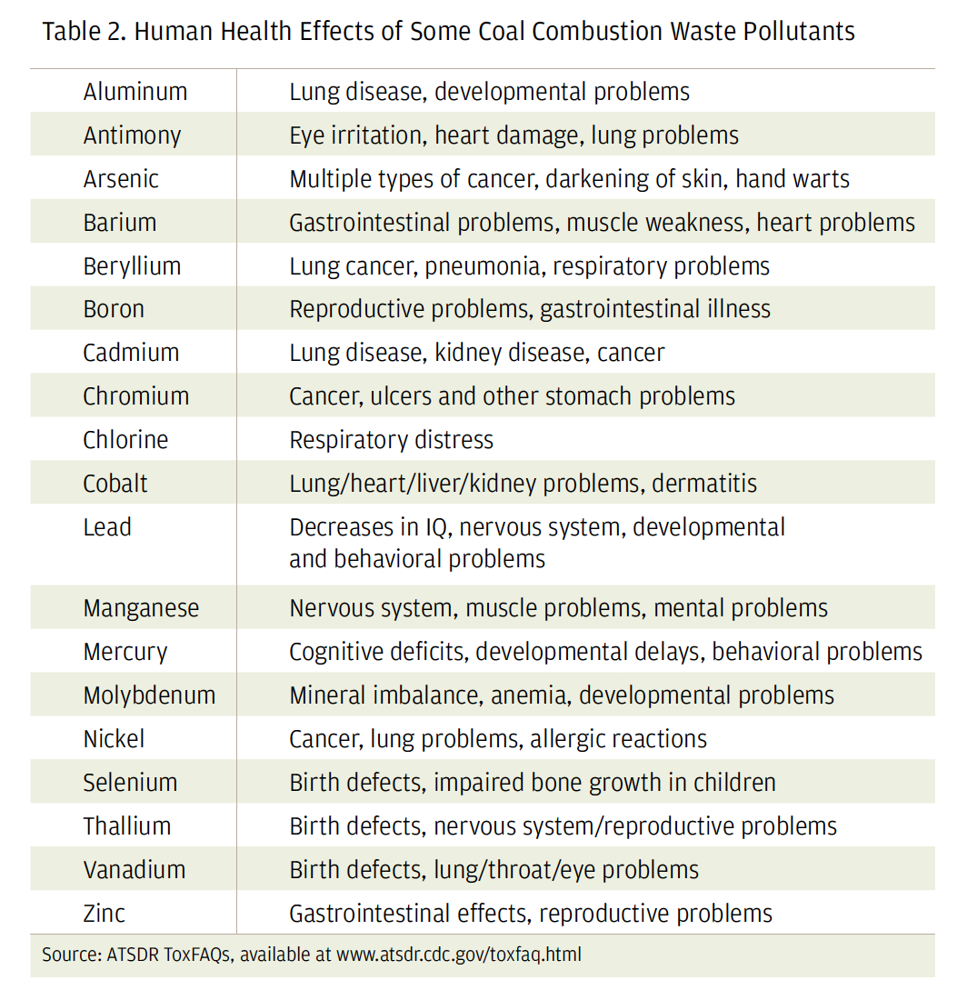 Table 2. Human Health Effects of Some Coal Combustion Waste Pollutants
Aluminum Lung disease, developmental problems
Antimony Eye irritation, heart damage, lung problems
Arsenic Multiple types of cancer, darkening of skin, hand warts
Barium Gastrointestinal problems, muscle weakness, heart problems
Beryllium Lung cancer, pneumonia, respiratory problems
Boron Reproductive problems, gastrointestinal illness
Cadmium Lung disease, kidney disease, cancer
Chromium Cancer, ulcers and other stomach problems
Chlorine Respiratory distress
Cobalt Lung/heart/liver/kidney problems, dermatitis
Lead Decreases in IQ, nervous system, developmental
and behavioral problems
Manganese Nervous system, muscle problems, mental problems
Mercury Cognitive deficits, developmental delays, behavioral problems
Molybdenum Mineral imbalance, anemia, developmental problems
Nickel Cancer, lung problems, allergic reactions
Selenium Birth defects, impaired bone growth in children
Thallium Birth defects, nervous system/reproductive problems
Vanadium Birth defects, lung/throat/eye problems
Zinc Gastrointestinal effects, reproductive problems
Source: ATSDR ToxFAQs, available at www.atsdr.cdc.gov/toxfaq.html